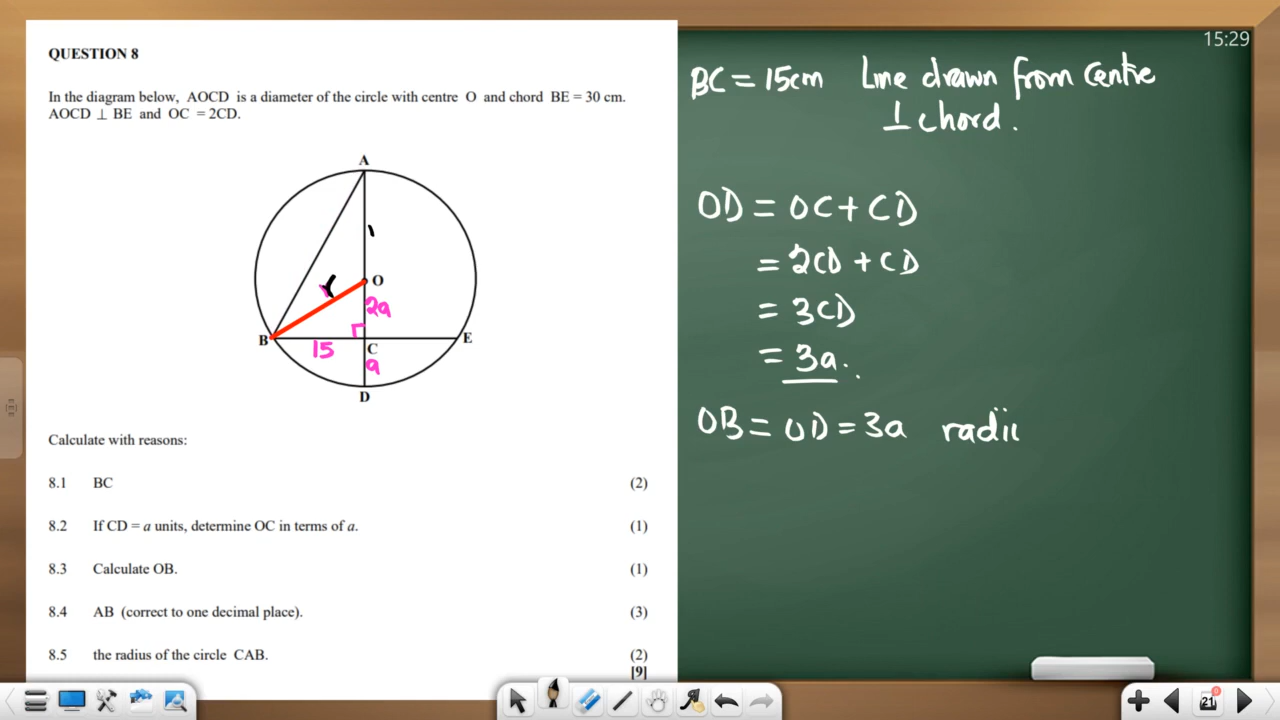 QUESTION 8
In the diagram below, AOCD is a diameter of the circle with centre O and chord BE = 30 cm.
AOCD ⊥ BE and OC = 2CD.
A
O
2a
B
15
C
E
a
D
Calculate with reasons:
8.1 BC (2)
8.2 If CD = a units, determine OC in terms of a. (1)
8.3 Calculate OB. (1)
8.4 AB (correct to one decimal place). (3)
8.5 the radius of the circle CAB. (2)
[9]
15:29
BC = 15cm Line drawn from Centre
⊥ chord.
OD = OC + CD
= 2CD + CD
= 3CD
= 3a.
OB = OD = 3a radii
21